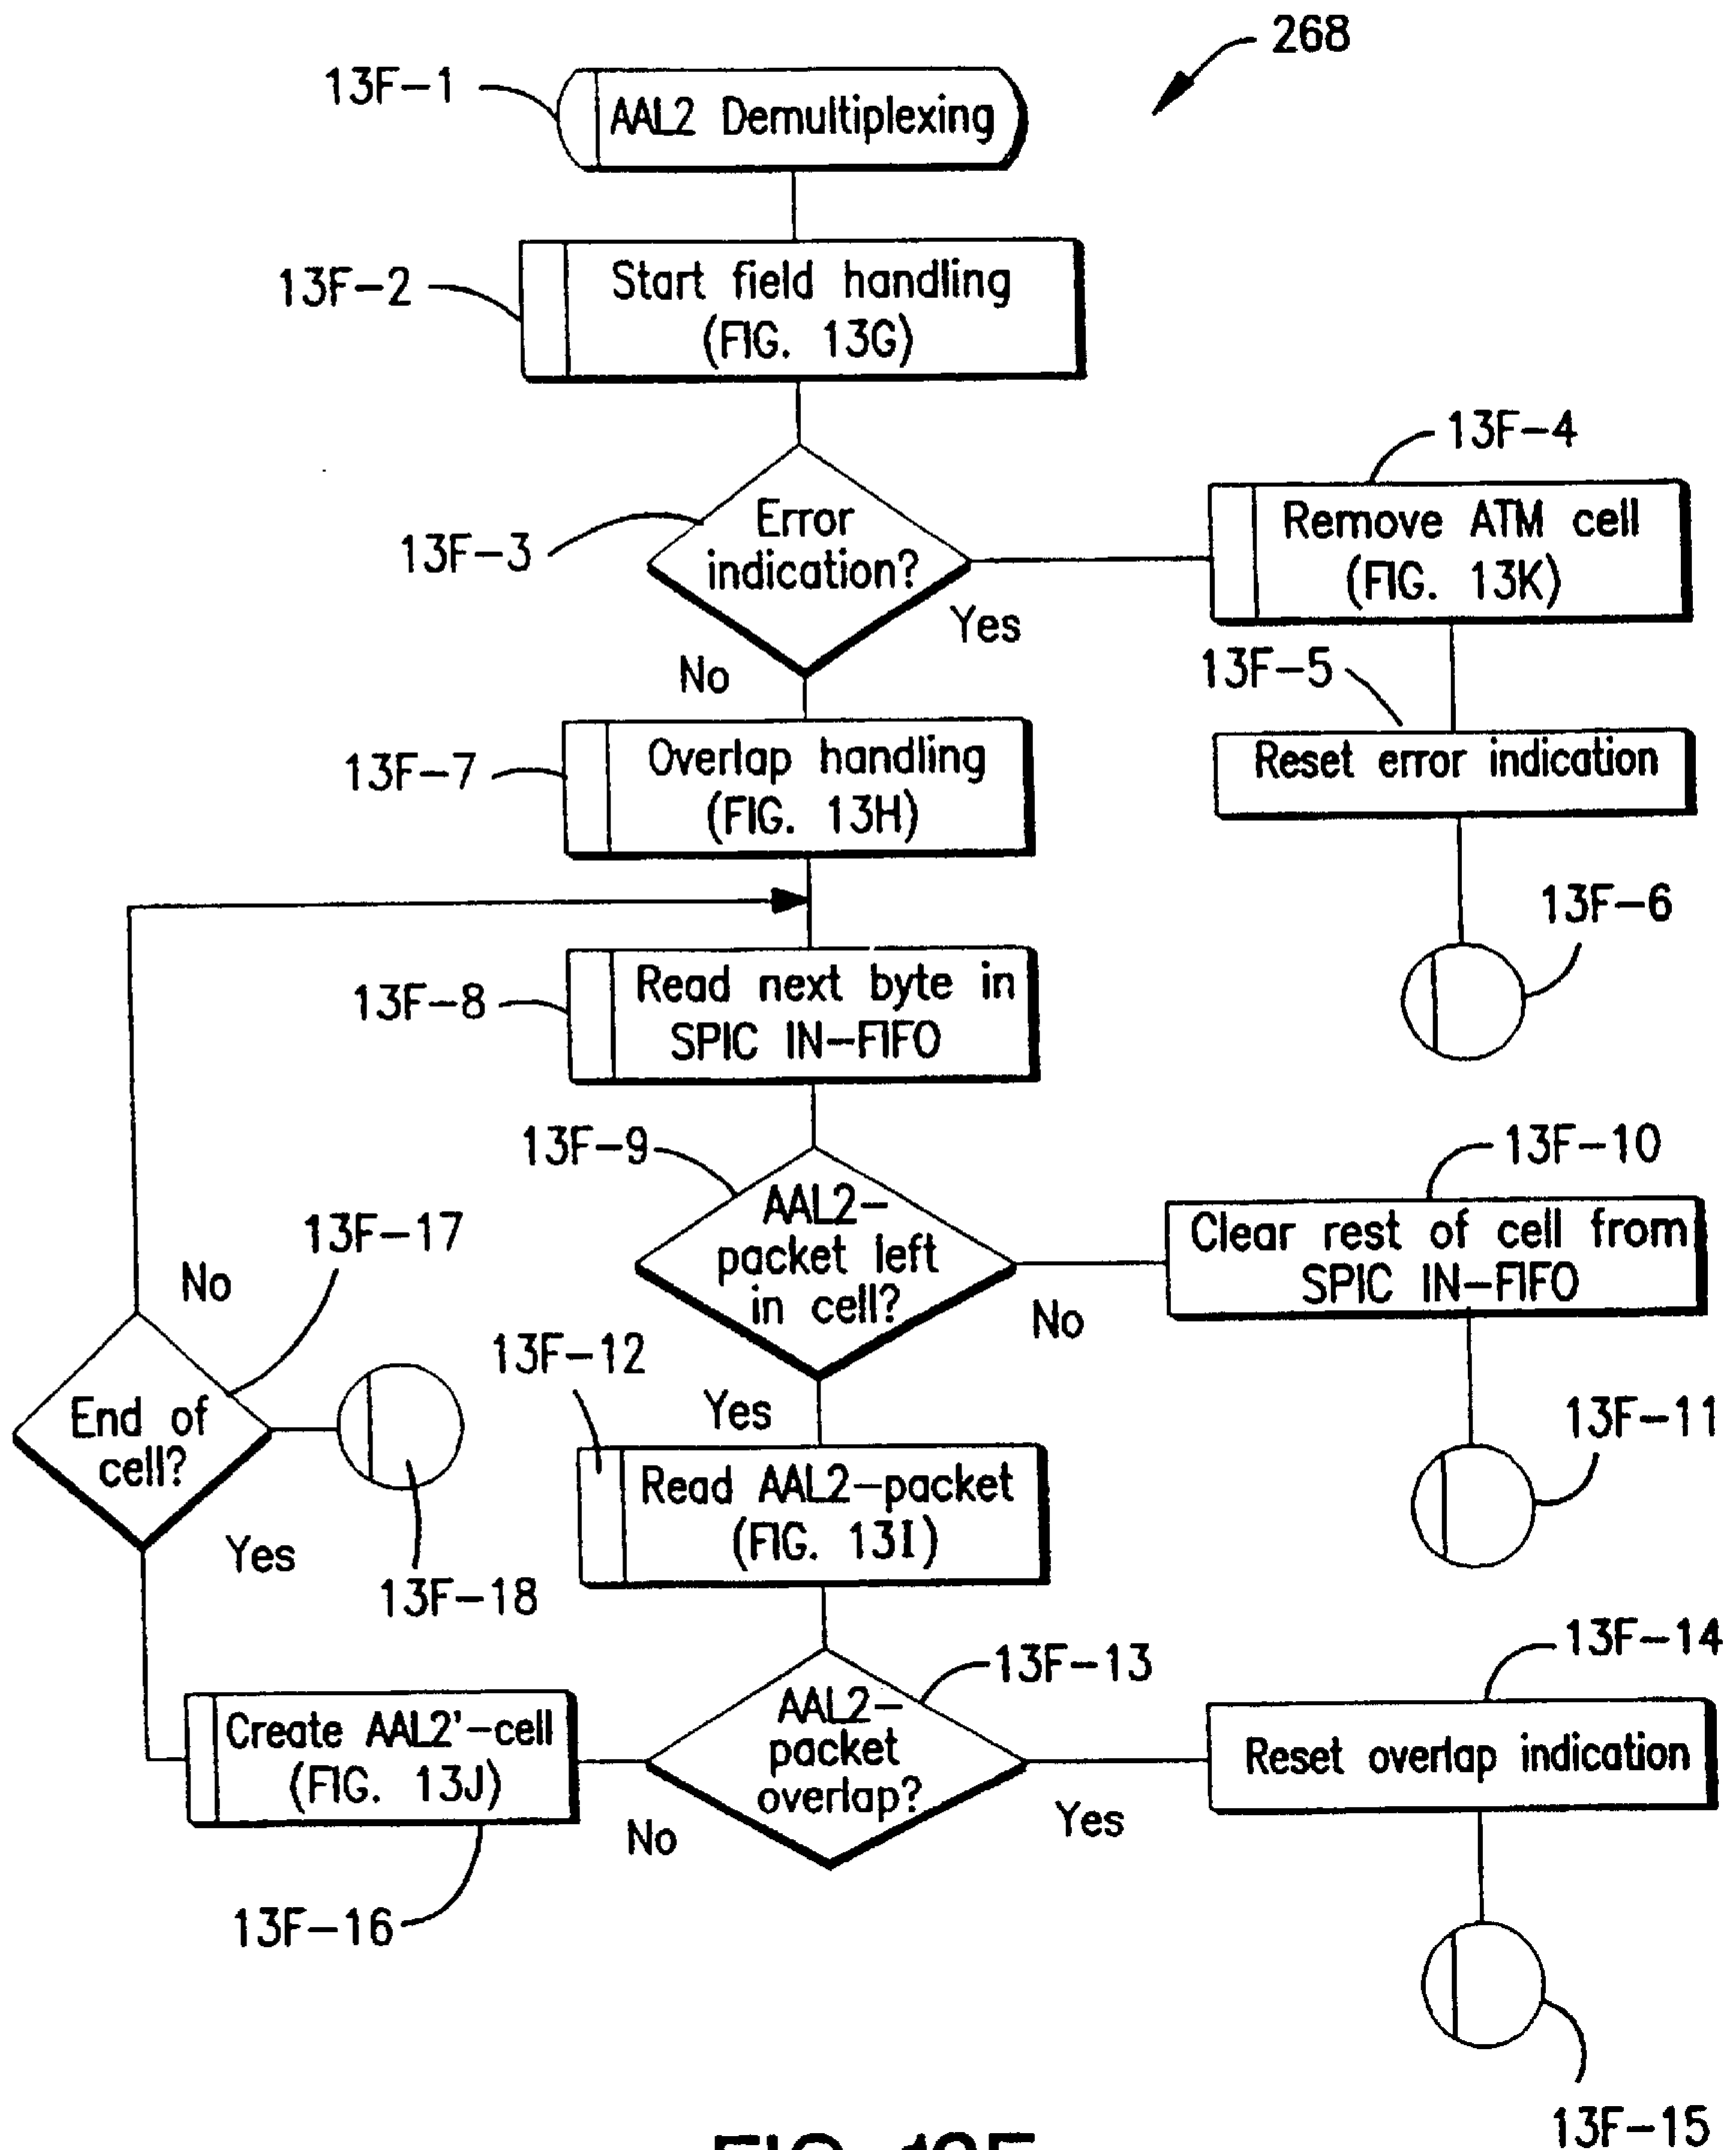 268
13F-1
AAL2 Demultiplexing
13F-2
Start field handling
(FIG. 13G)
13F-3
Error
indication?
Yes
No
13F-4
Remove ATM cell
(FIG. 13K)
13F-5
Reset error indication
13F-6
13F-7
Overlap handling
(FIG. 13H)
13F-8
Read next byte in
SPIC IN-FIFO
13F-9
AAL2-
packet left
in cell?
No
Yes
13F-10
Clear rest of cell from
SPIC IN-FIFO
13F-11
13F-12
Read AAL2-packet
(FIG. 13I)
13F-13
AAL2-
packet
overlap?
Yes
No
13F-14
Reset overlap indication
13F-15
Create AAL2'-cell
(FIG. 13J)
13F-16
13F-17
No
End of
cell?
Yes
13F-18